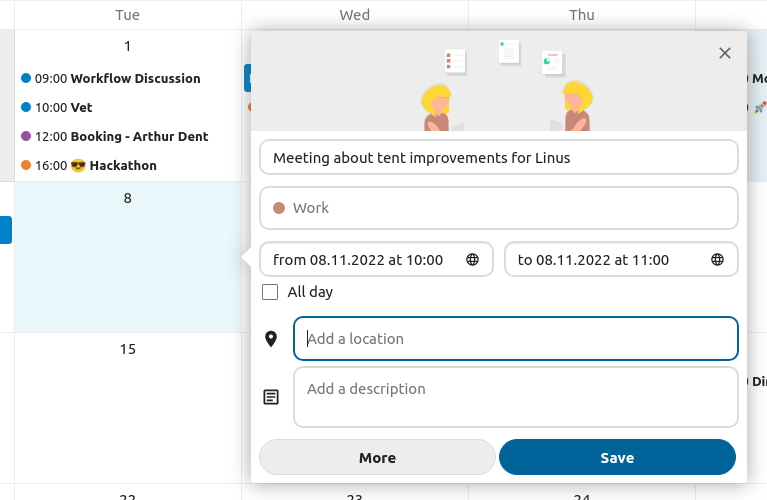 Tue Wed Thu
1
09:00 Workflow Discussion
10:00 Vet
12:00 Booking - Arthur Dent
16:00 😎 Hackathon
8
15
22 23 24
Meeting about tent improvements for Linus
Work
from 08.11.2022 at 10:00
to 08.11.2022 at 11:00
All day
Add a location
Add a description
More
Save